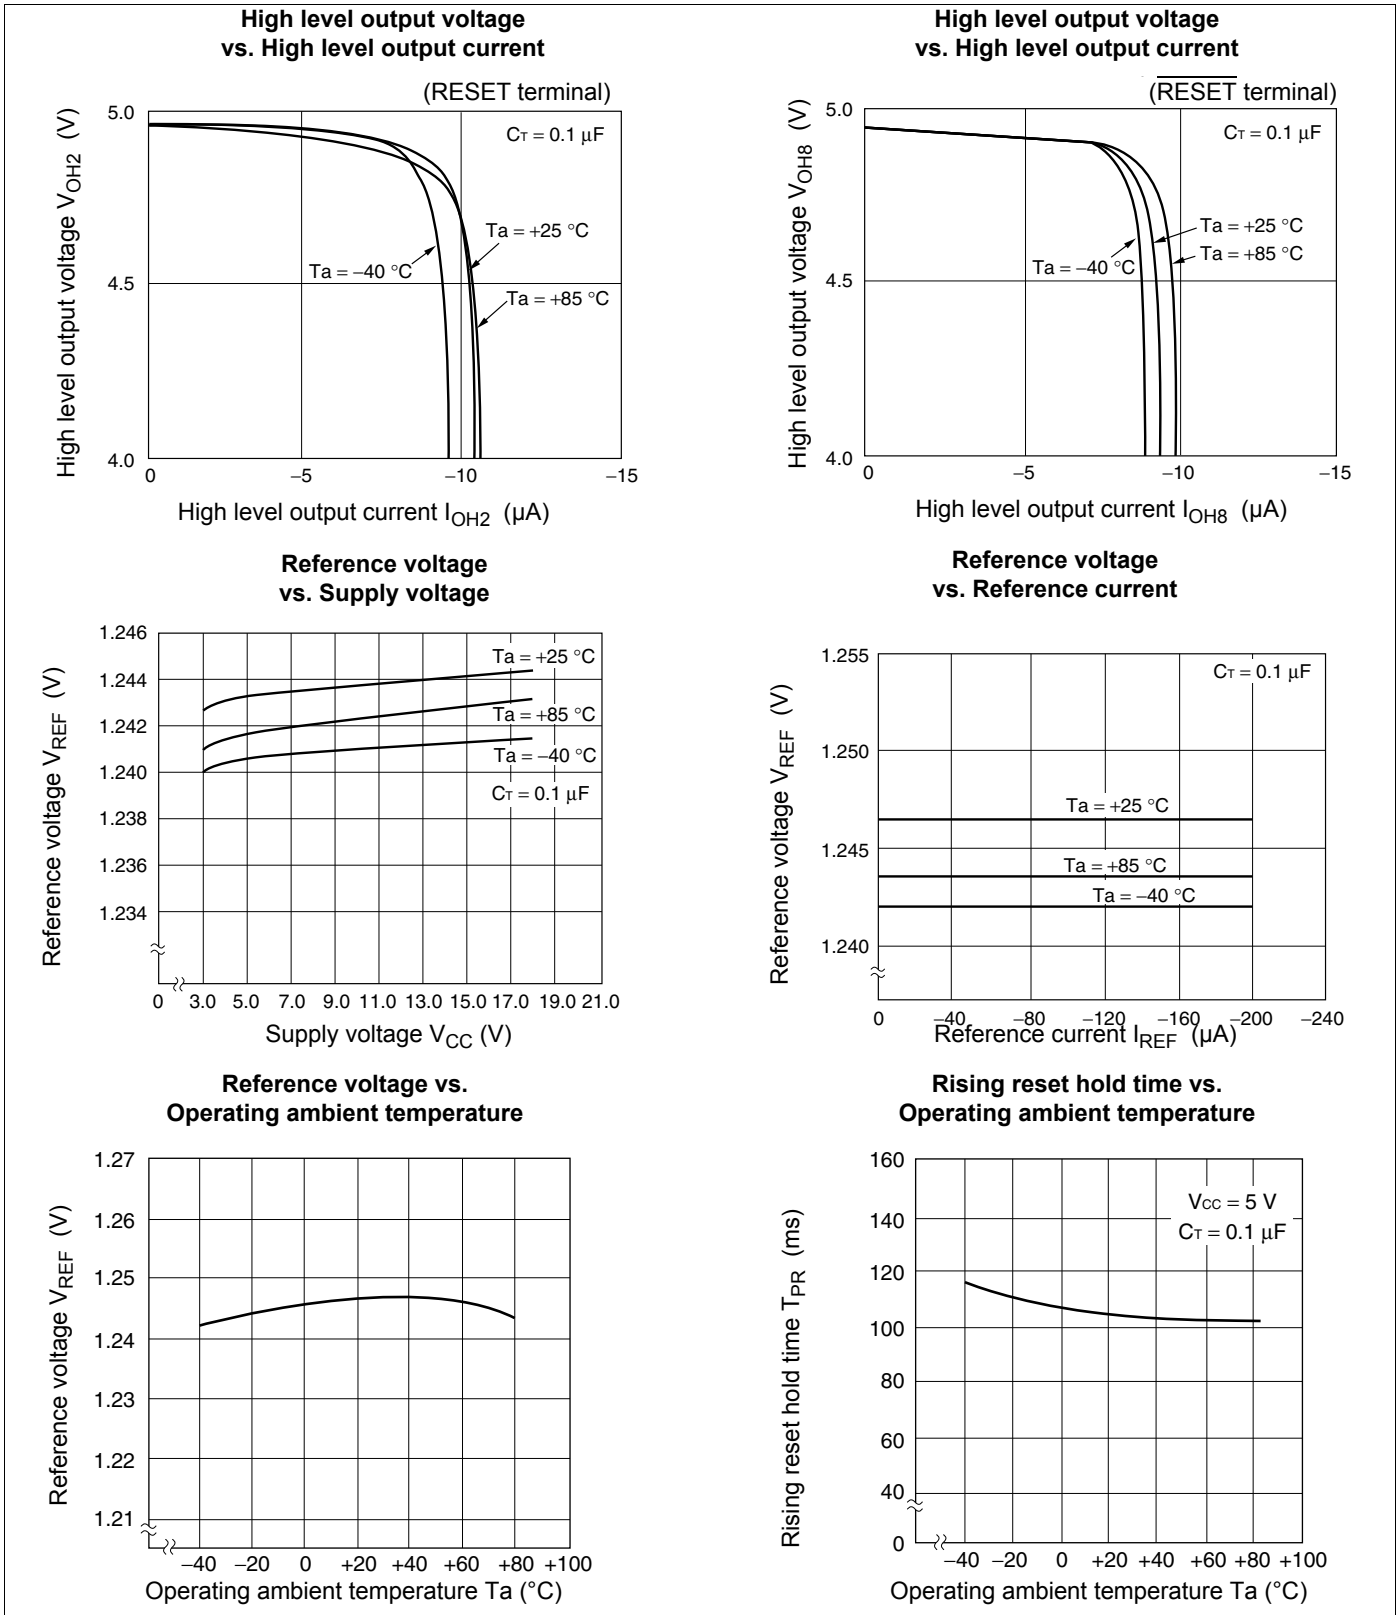 High level output voltage
vs. High level output current
(RESET terminal)
High level output voltage VOH2 (V)
5.0
4.5
4.0
CT = 0.1 μF
Ta = +25 °C
Ta = −40 °C
Ta = +85 °C
0 −5 −10 −15
High level output current IOH2 (μA)
High level output voltage
vs. High level output current
(RESET terminal)
High level output voltage VOH8 (V)
5.0
4.5
4.0
CT = 0.1 μF
Ta = +25 °C
Ta = +85 °C
Ta = −40 °C
0 −5 −10 −15
High level output current IOH8 (μA)
Reference voltage
vs. Supply voltage
Reference voltage VREF (V)
1.246
1.244
1.242
1.240
1.238
1.236
1.234
Ta = +25 °C
Ta = +85 °C
Ta = −40 °C
CT = 0.1 μF
0 3.0 5.0 7.0 9.0 11.0 13.0 15.0 17.0 19.0 21.0
Supply voltage VCC (V)
Reference voltage
vs. Reference current
Reference voltage VREF (V)
1.255
1.250
1.245
1.240
CT = 0.1 μF
Ta = +25 °C
Ta = +85 °C
Ta = −40 °C
0 −40 −80 −120 −160 −200 −240
Reference current IREF (μA)
Reference voltage vs.
Operating ambient temperature
Reference voltage VREF (V)
1.27
1.26
1.25
1.24
1.23
1.22
1.21
−40 −20 0 +20 +40 +60 +80 +100
Operating ambient temperature Ta (°C)
Rising reset hold time vs.
Operating ambient temperature
Rising reset hold time TPR (ms)
160
140
120
100
80
60
40
0
VCC = 5 V
CT = 0.1 μF
−40 −20 0 +20 +40 +60 +80 +100
Operating ambient temperature Ta (°C)